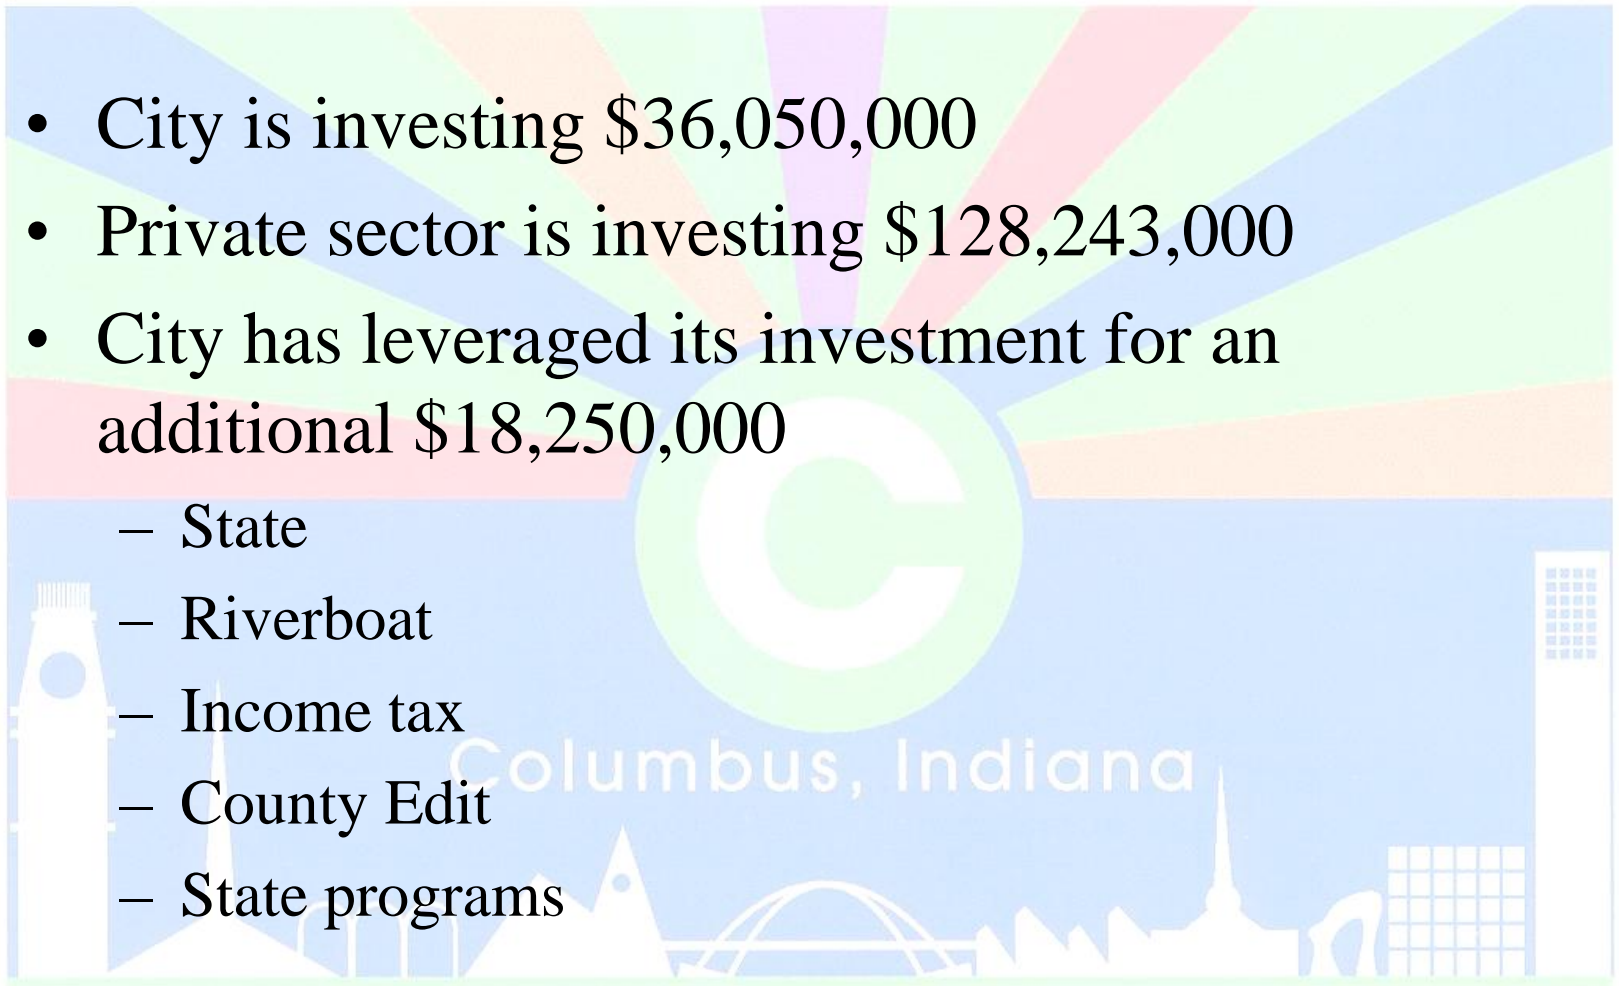 • City is investing $36,050,000
• Private sector is investing $128,243,000
• City has leveraged its investment for an
additional $18,250,000
– State
– Riverboat
– Income tax
– County Edit
– State programs
C
Columbus, Indiana